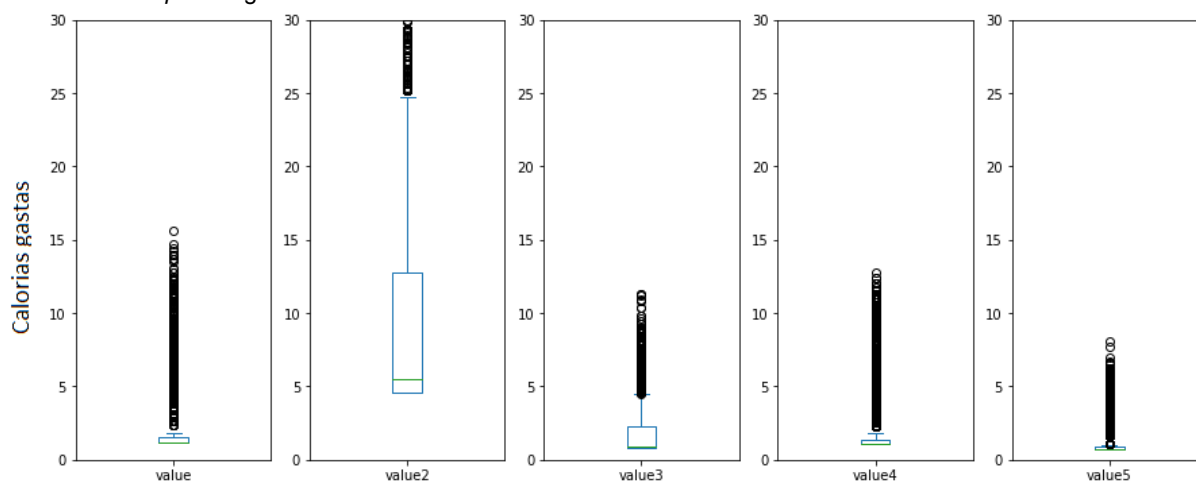 Calorias gastas
30 30 30 30 30
25 25 25 25 25
20 20 20 20 20
15 15 15 15 15
10 10 10 10 10
5 5 5 5 5
0 0 0 0 0
value value2 value3 value4 value5